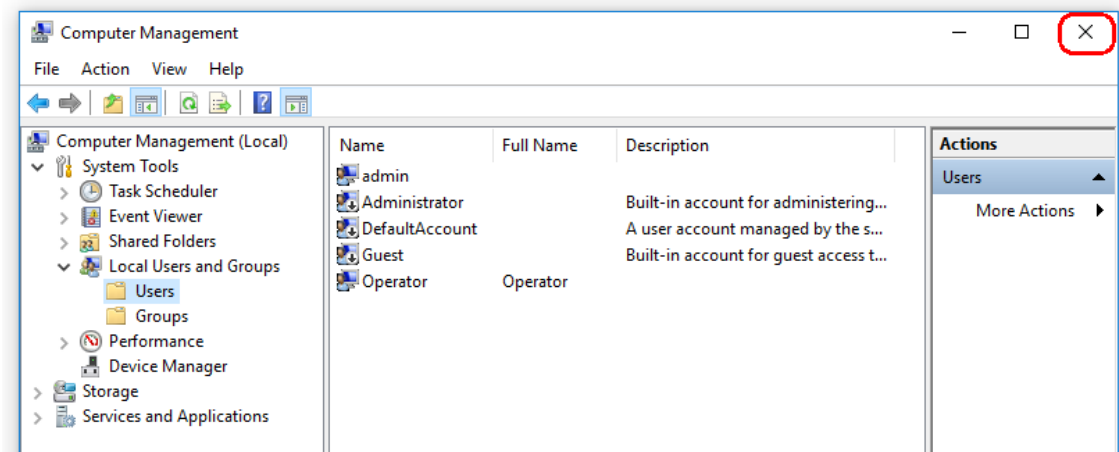 Computer Management
File Action View Help
Computer Management (Local)
System Tools
Task Scheduler
Event Viewer
Shared Folders
Local Users and Groups
Users
Groups
Performance
Device Manager
Storage
Services and Applications
Name Full Name Description
admin
Administrator Built-in account for administering...
DefaultAccount A user account managed by the s...
Guest Built-in account for guest access t...
Operator Operator
Actions
Users
More Actions